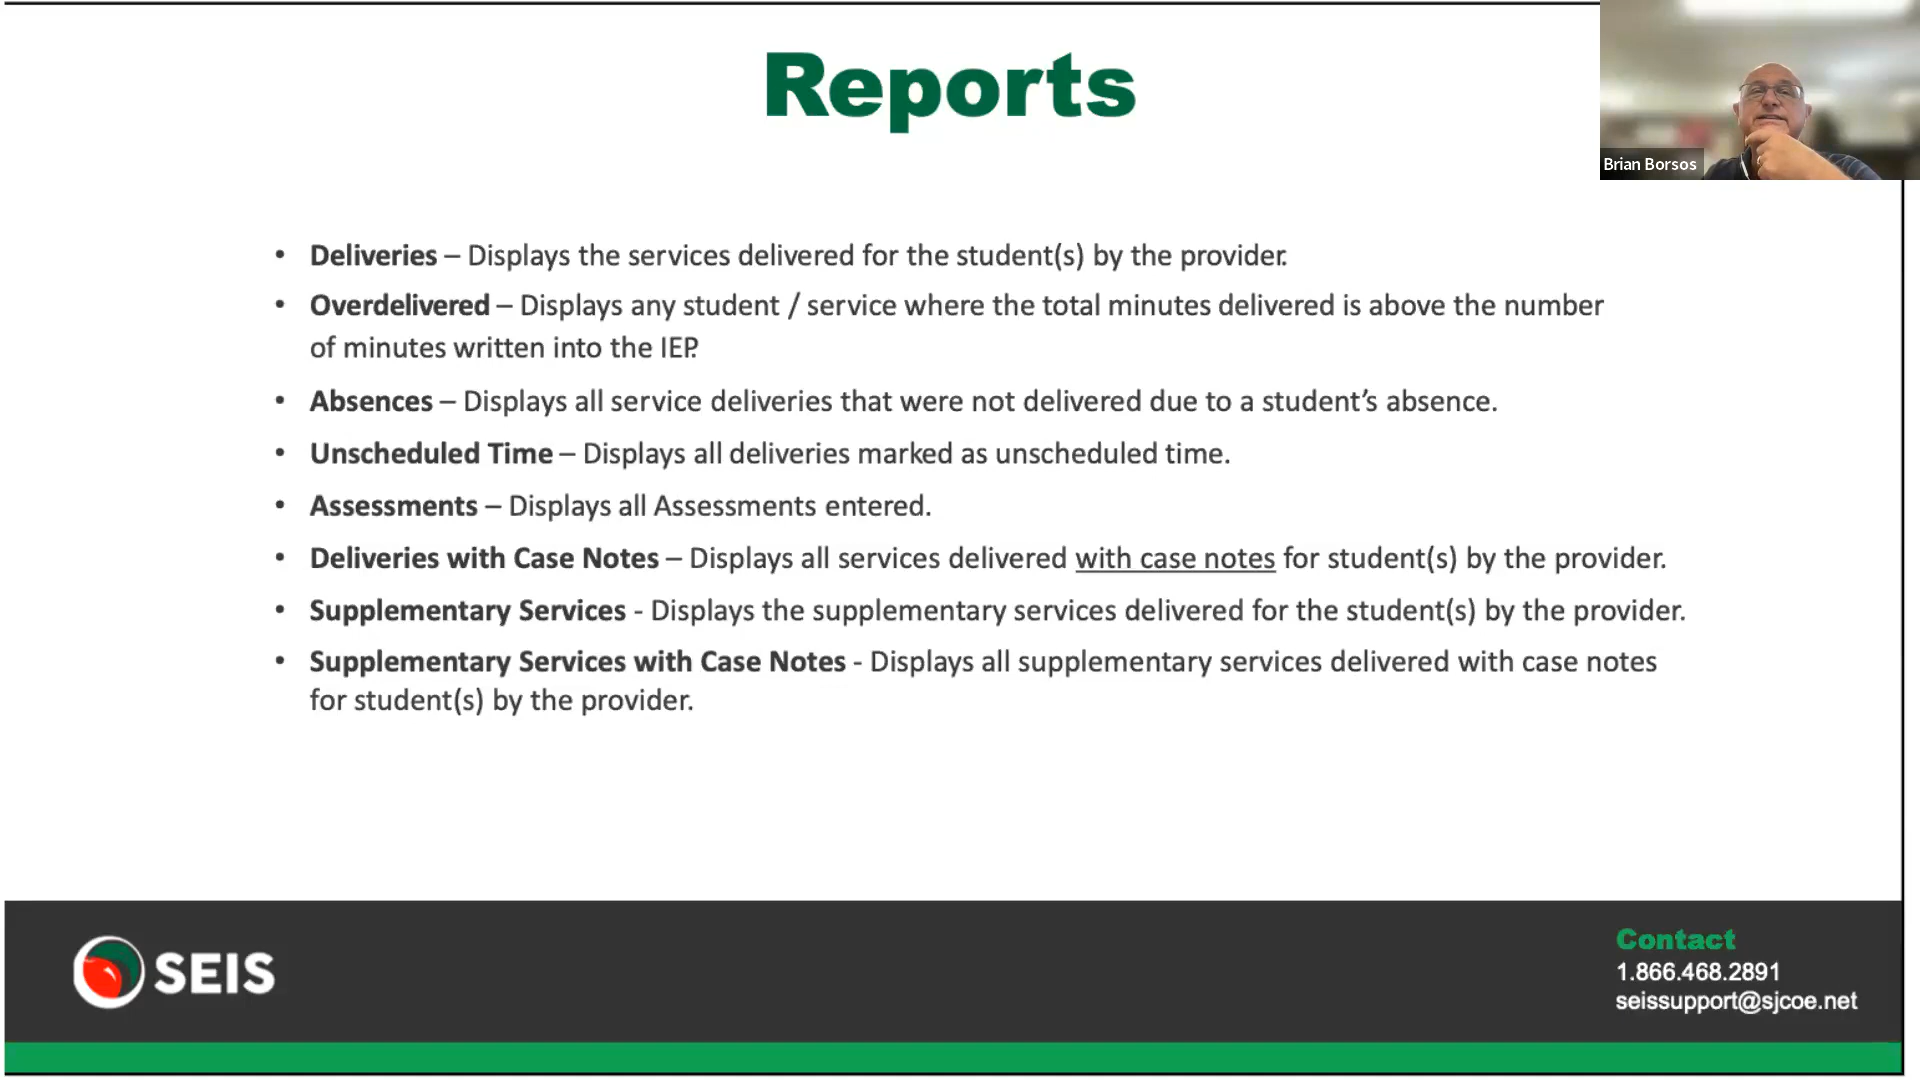 Reports
Brian Borsos
• Deliveries – Displays the services delivered for the student(s) by the provider.
• Overdelivered – Displays any student / service where the total minutes delivered is above the number
of minutes written into the IEP.
• Absences – Displays all service deliveries that were not delivered due to a student’s absence.
• Unscheduled Time – Displays all deliveries marked as unscheduled time.
• Assessments – Displays all Assessments entered.
• Deliveries with Case Notes – Displays all services delivered with case notes for student(s) by the provider.
• Supplementary Services - Displays the supplementary services delivered for the student(s) by the provider.
• Supplementary Services with Case Notes - Displays all supplementary services delivered with case notes
for student(s) by the provider.
SEIS
Contact
1.866.468.2891
seissupport@sjcoe.net